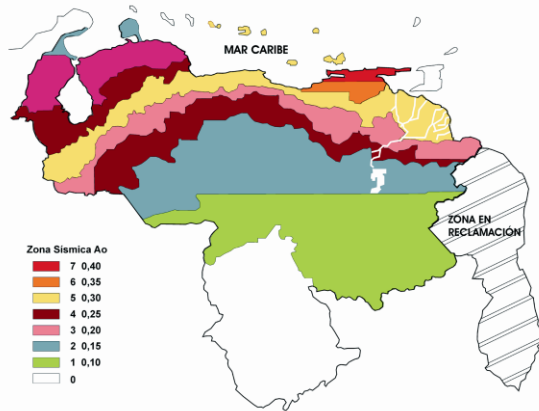 MAR CARIBE
ZONA EN
RECLAMACIÓN
Zona Sísmica Ao
7 0,40
6 0,35
5 0,30
4 0,25
3 0,20
2 0,15
1 0,10
0